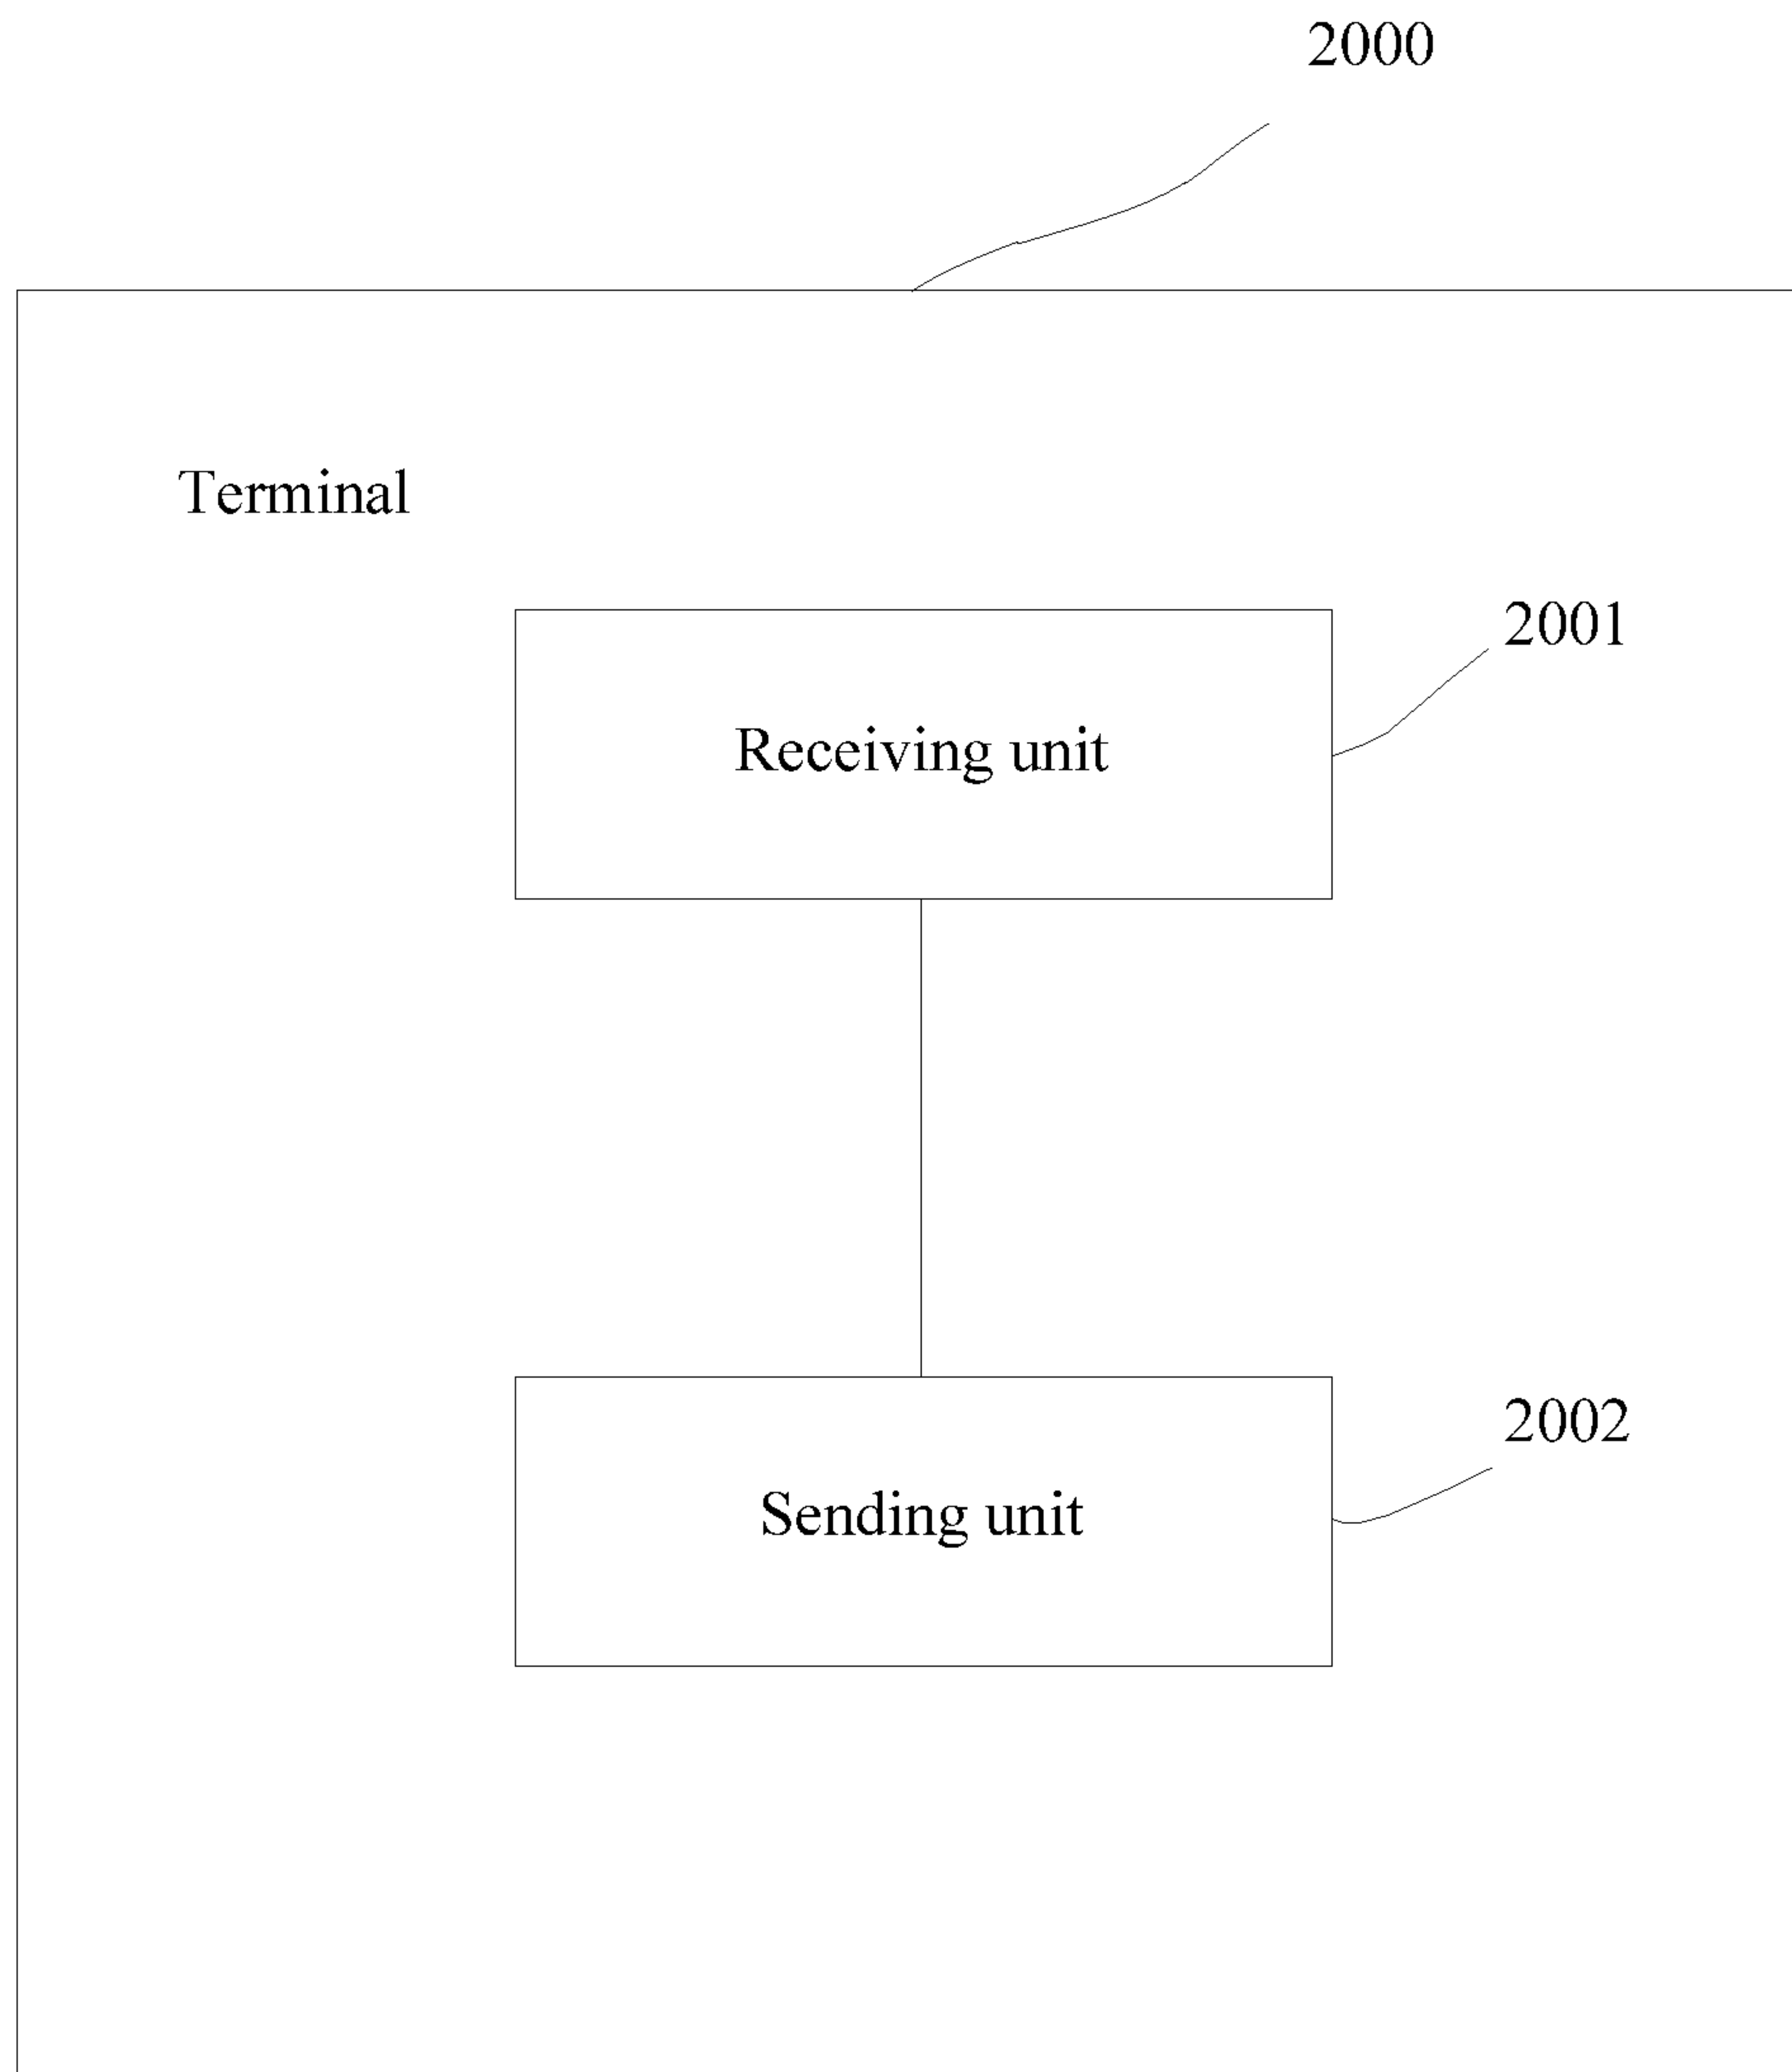 2000
Terminal
2001
Receiving unit
2002
Sending unit